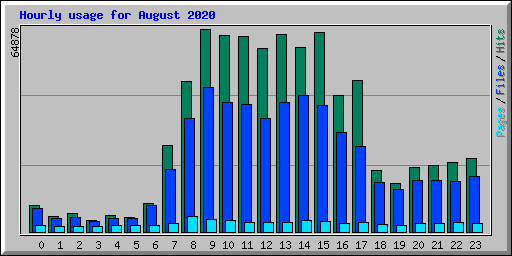 Hourly usage for August 2020
64878
Pages/Files/Hits
0 1 2 3 4 5 6 7 8 9 10 11 12 13 14 15 16 17 18 19 20 21 22 23